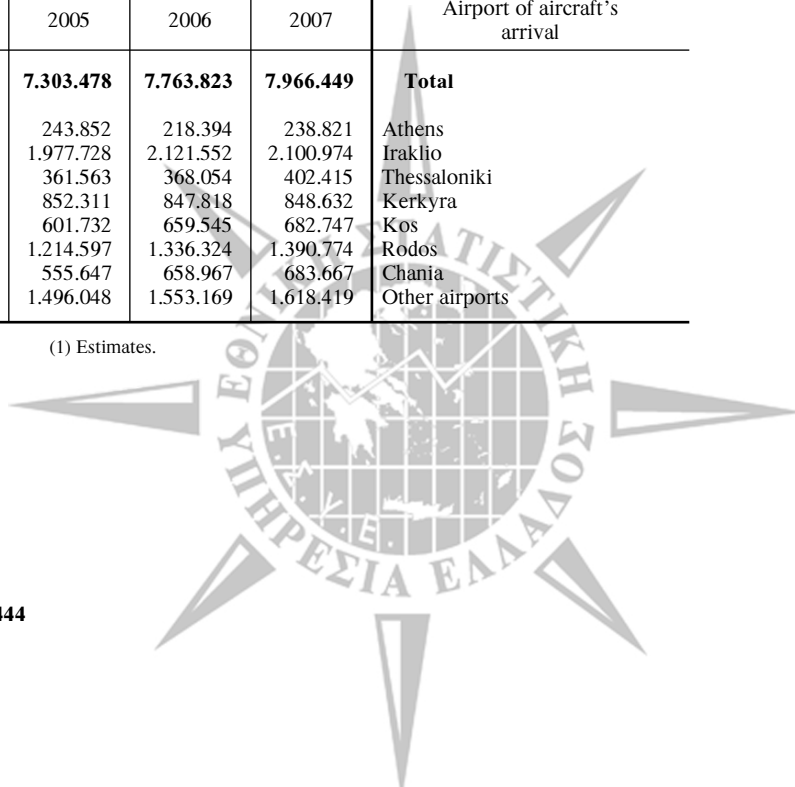 2005 2006 2007 Airport of aircraft's
arrival
7.303.478 7.763.823 7.966.449 Total
243.852 218.394 238.821 Athens
1.977.728 2.121.552 2.100.974 Iraklio
361.563 368.054 402.415 Thessaloniki
852.311 847.818 848.632 Kerkyra
601.732 659.545 682.747 Kos
1.214.597 1.336.324 1.390.774 Rodos
555.647 658.967 683.667 Chania
1.496.048 1.553.169 1.618.419 Other airports
(1) Estimates.
ΕΘΝΙΚΗ ΣΤΑΤΙΣΤΙΚΗ
ΥΠΗΡΕΣΙΑ ΕΛΛΑΔΟΣ
Ε.Σ.Υ.Ε.
444